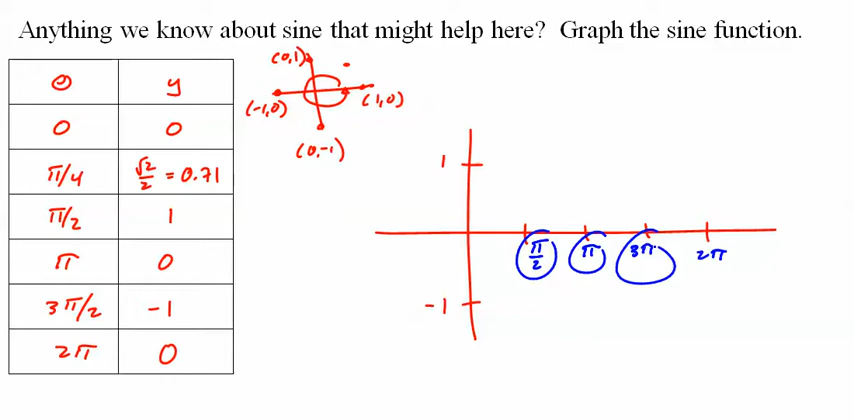 Anything we know about sine that might help here? Graph the sine function.
θ y
0 0
π/4 √2/2 = 0.71
π/2 1
π 0
3π/2 -1
2π 0
(0,1)
(-1,0) (1,0)
(0,-1)
1
π/2 π 3π 2π
-1